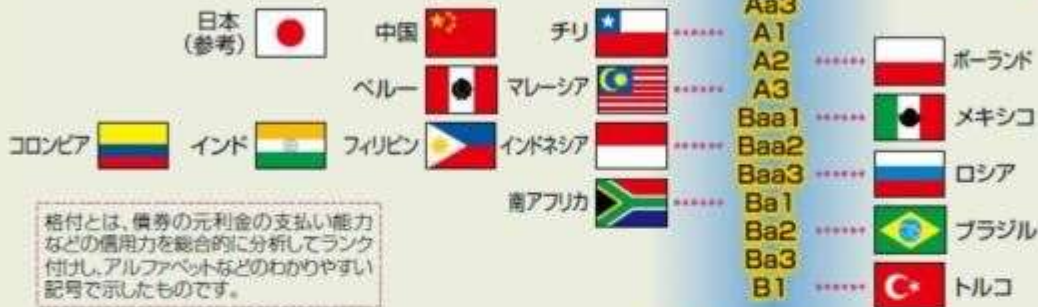 Aa3
日本
(参考)
中国
チリ
A1
A2
ポーランド
ペルー
マレーシア
A3
Baa1
メキシコ
コロンビア
インド
フィリピン
インドネシア
Baa2
Baa3
ロシア
南アフリカ
Ba1
Ba2
ブラジル
Ba3
B1
トルコ
格付とは、債券の元利金の支払い能力
などの信用力を総合的に分析してランク
付けし、アルファベットなどのわかりやすい
記号で示したものです。